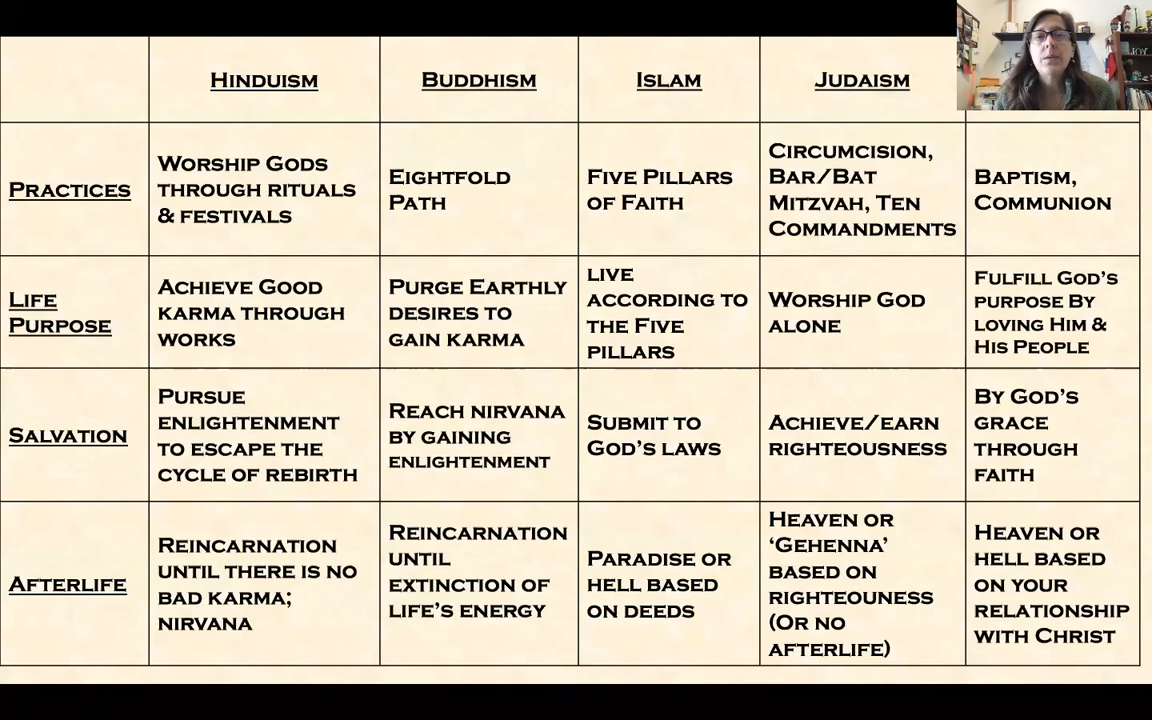 HINDUISM
BUDDHISM
ISLAM
JUDAISM
PRACTICES
WORSHIP GODS
THROUGH RITUALS
& FESTIVALS
EIGHTFOLD
PATH
FIVE PILLARS
OF FAITH
CIRCUMCISION,
BAR/BAT
MITZVAH, TEN
COMMANDMENTS
BAPTISM,
COMMUNION
LIFE
PURPOSE
ACHIEVE GOOD
KARMA THROUGH
WORKS
PURGE EARTHLY
DESIRES TO
GAIN KARMA
LIVE
ACCORDING TO
THE FIVE
PILLARS
WORSHIP GOD
ALONE
FULFILL GOD'S
PURPOSE BY
LOVING HIM &
HIS PEOPLE
SALVATION
PURSUE
ENLIGHTENMENT
TO ESCAPE THE
CYCLE OF REBIRTH
REACH NIRVANA
BY GAINING
ENLIGHTENMENT
SUBMIT TO
GOD'S LAWS
ACHIEVE/EARN
RIGHTEOUSNESS
BY GOD'S
GRACE
THROUGH
FAITH
AFTERLIFE
REINCARNATION
UNTIL THERE IS NO
BAD KARMA;
NIRVANA
REINCARNATION
UNTIL
EXTINCTION OF
LIFE'S ENERGY
PARADISE OR
HELL BASED
ON DEEDS
HEAVEN OR
'GEHENNA'
BASED ON
RIGHTEOUNESS
(OR NO
AFTERLIFE)
HEAVEN OR
HELL BASED
ON YOUR
RELATIONSHIP
WITH CHRIST
JOY